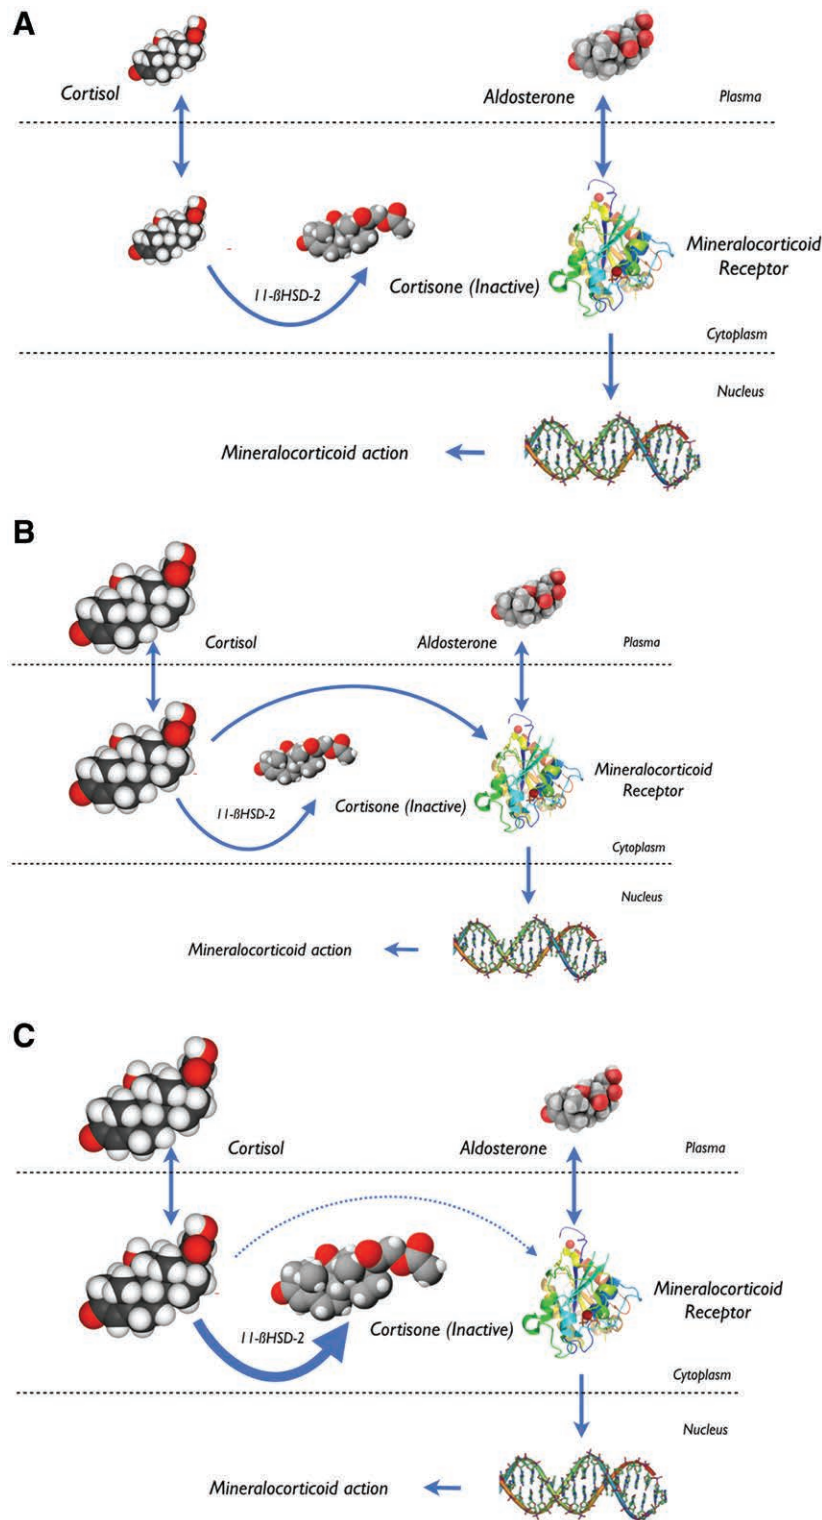 A
Cortisol
Aldosterone
Plasma
Mineralocorticoid
Receptor
11-ßHSD-2
Cortisone (Inactive)
Cytoplasm
Nucleus
Mineralocorticoid action
B
Cortisol
Aldosterone
Plasma
Mineralocorticoid
Receptor
11-ßHSD-2
Cortisone (Inactive)
Cytoplasm
Nucleus
Mineralocorticoid action
C
Cortisol
Aldosterone
Plasma
Mineralocorticoid
Receptor
11-ßHSD-2
Cortisone (Inactive)
Cytoplasm
Nucleus
Mineralocorticoid action